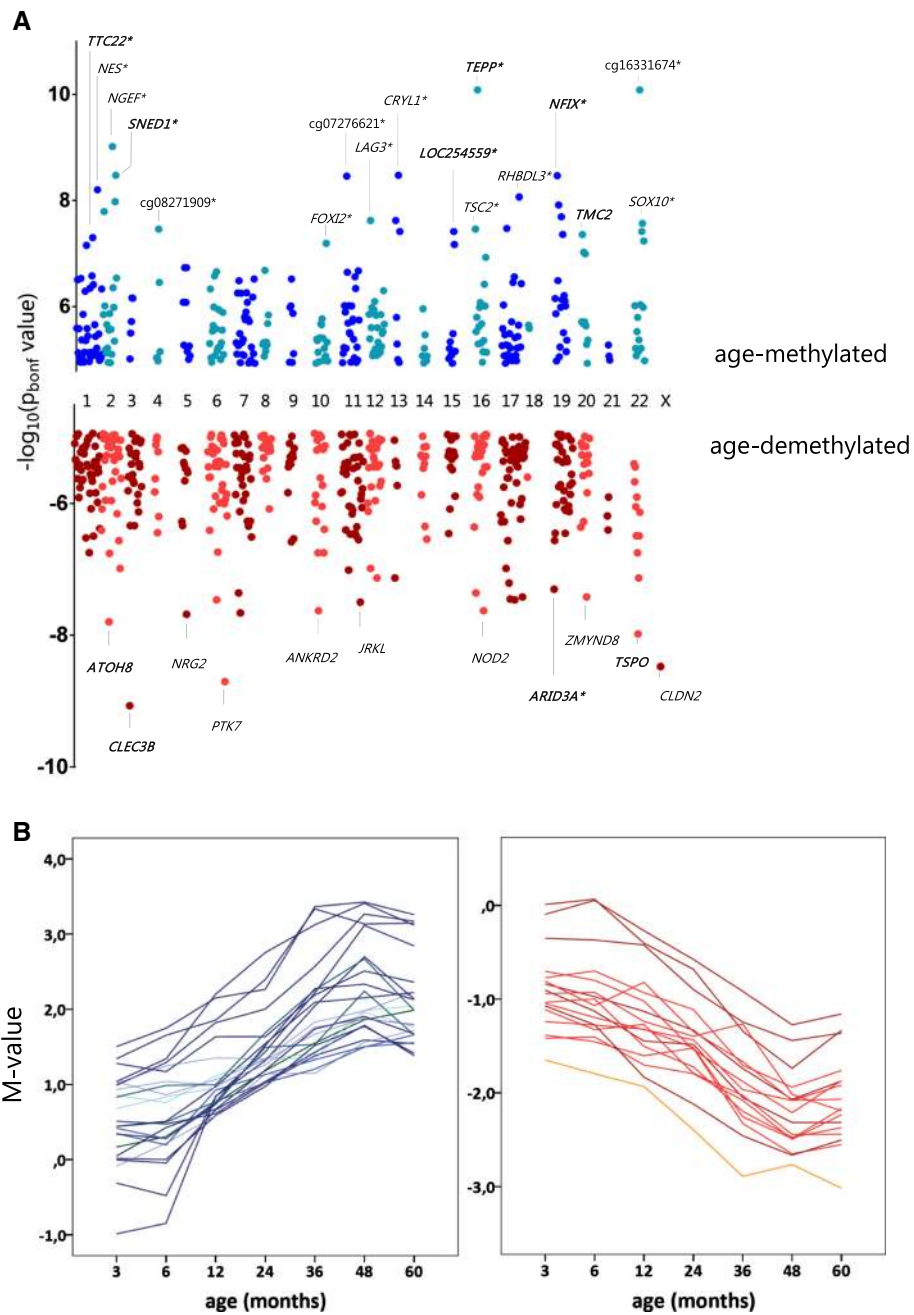 A
TTC22*
NES*
TEPP*
cg16331674*
10
NGEF*
CRYL1*
NFIX*
SNED1*
cg07276621*
LAG3*
LOC254559*
8
cg08271909*
RHBDL3*
FOXI2*
TSC2*
TMC2
SOX10*
6
-log10(pbonf value)
age-methylated
1 2 3 4 5 6 7 8 9 10 11 12 13 14 15 16 17 18 19 20 21 22 X
age-demethylated
-6
-8
ATOH8
NRG2
ANKRD2
JRKL
NOD2
ZMYND8
TSPO
PTK7
ARID3A*
CLDN2
CLEC3B
-10
B
4,0
3,0
2,0
1,0
,0
-1,0
M-value
3 6 12 24 36 48 60
age (months)
,0
-1,0
-2,0
-3,0
3 6 12 24 36 48 60
age (months)